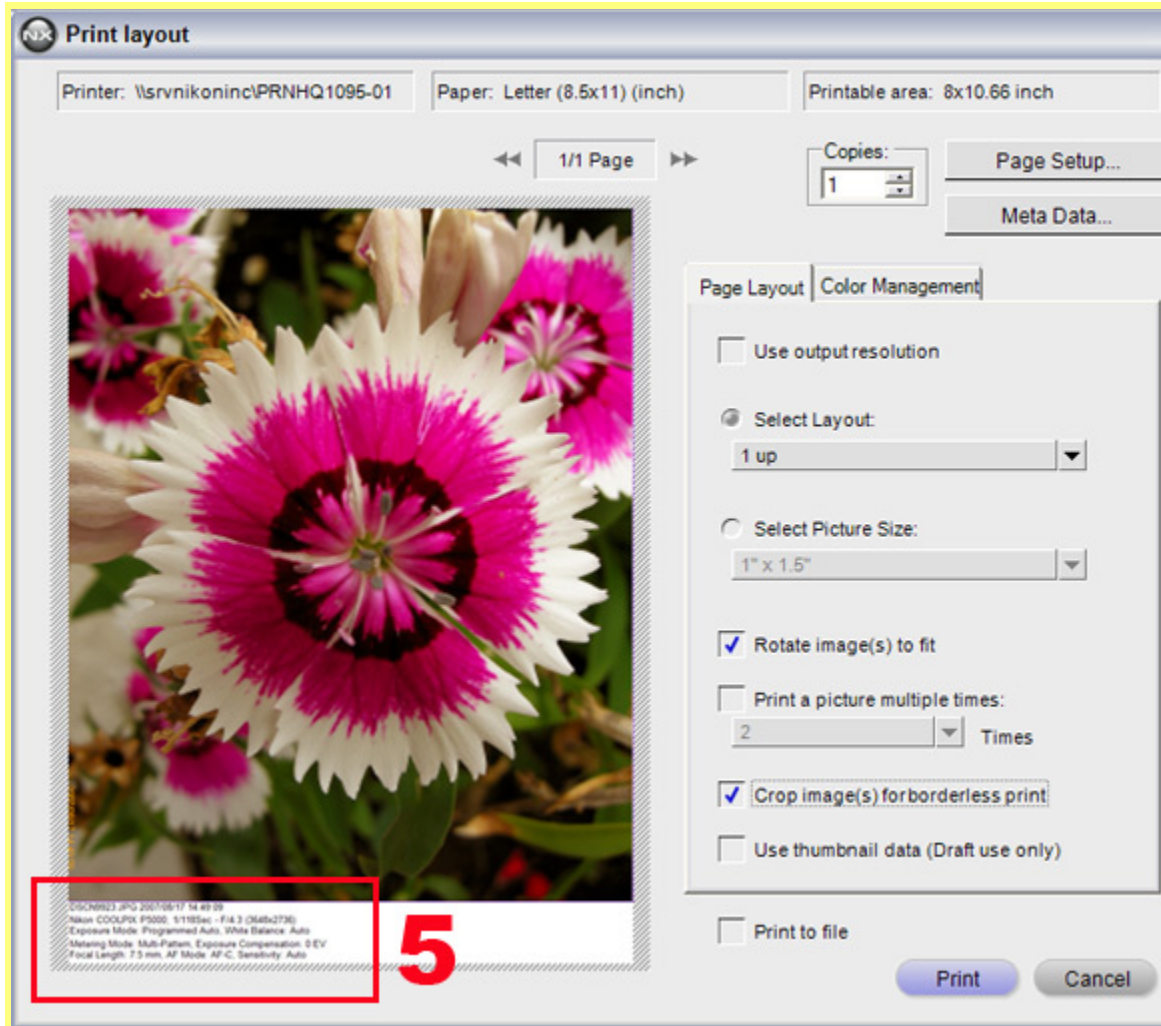 NX Print layout
Printer: \\srvnikoninc\PRNHQ1095-01
Paper: Letter (8.5x11) (inch)
Printable area: 8x10.66 inch
1/1 Page
Copies:
1
Page Setup...
Meta Data...
Page Layout
Color Management
Use output resolution
Select Layout:
1 up
Select Picture Size:
1" x 1.5"
Rotate image(s) to fit
Print a picture multiple times:
2
Times
Crop image(s) forborderless print
Use thumbnail data (Draft use only)
Print to file
Print
Cancel
DSCN9923.JPG 2007/08/17 14:49:09
Nikon COOLPIX P5000, 1/118Sec - F/4.3 (3648x2736)
Exposure Mode: Programmed Auto, White Balance: Auto
Metering Mode: Multi-Pattern, Exposure Compensation: 0 EV
Focal Length: 7.5 mm, AF Mode: AF-C, Sensitivity: Auto
5